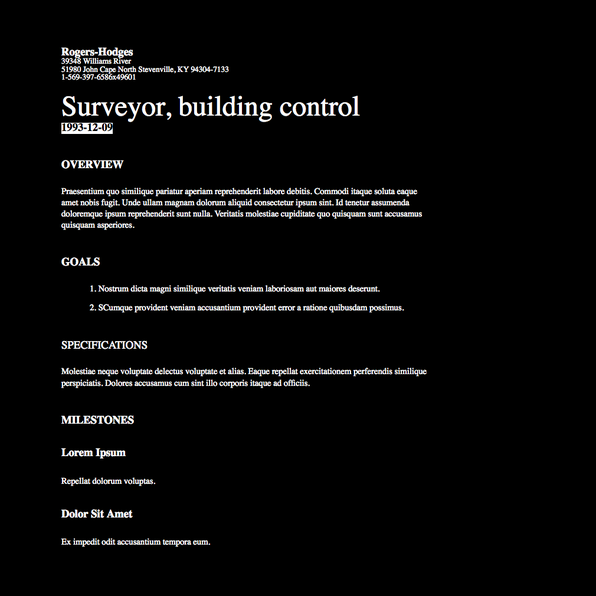 Rogers-Hodges
39348 Williams River
51980 John Cape North Stevenville, KY 94304-7133
1-569-397-6586x49601
Surveyor, building control
1993-12-09
OVERVIEW
Praesentium quo similique pariatur aperiam reprehenderit labore debitis. Commodi itaque soluta eaque
amet nobis fugit. Unde ullam magnam dolorum aliquid consectetur ipsum sint. Id tenetur assumenda
doloremque ipsum reprehenderit sunt nulla. Veritatis molestiae cupiditate quo quisquam sunt accusamus
quisquam asperiores.
GOALS
1. Nostrum dicta magni similique veritatis veniam laboriosam aut maiores deserunt.
2. SCumque provident veniam accusantium provident error a ratione quibusdam possimus.
SPECIFICATIONS
Molestiae neque voluptate delectus voluptate et alias. Eaque repellat exercitationem perferendis similique
perspiciatis. Dolores accusamus cum sint illo corporis itaque ad officiis.
MILESTONES
Lorem Ipsum
Repellat dolorum voluptas.
Dolor Sit Amet
Ex impedit odit accusantium tempora eum.